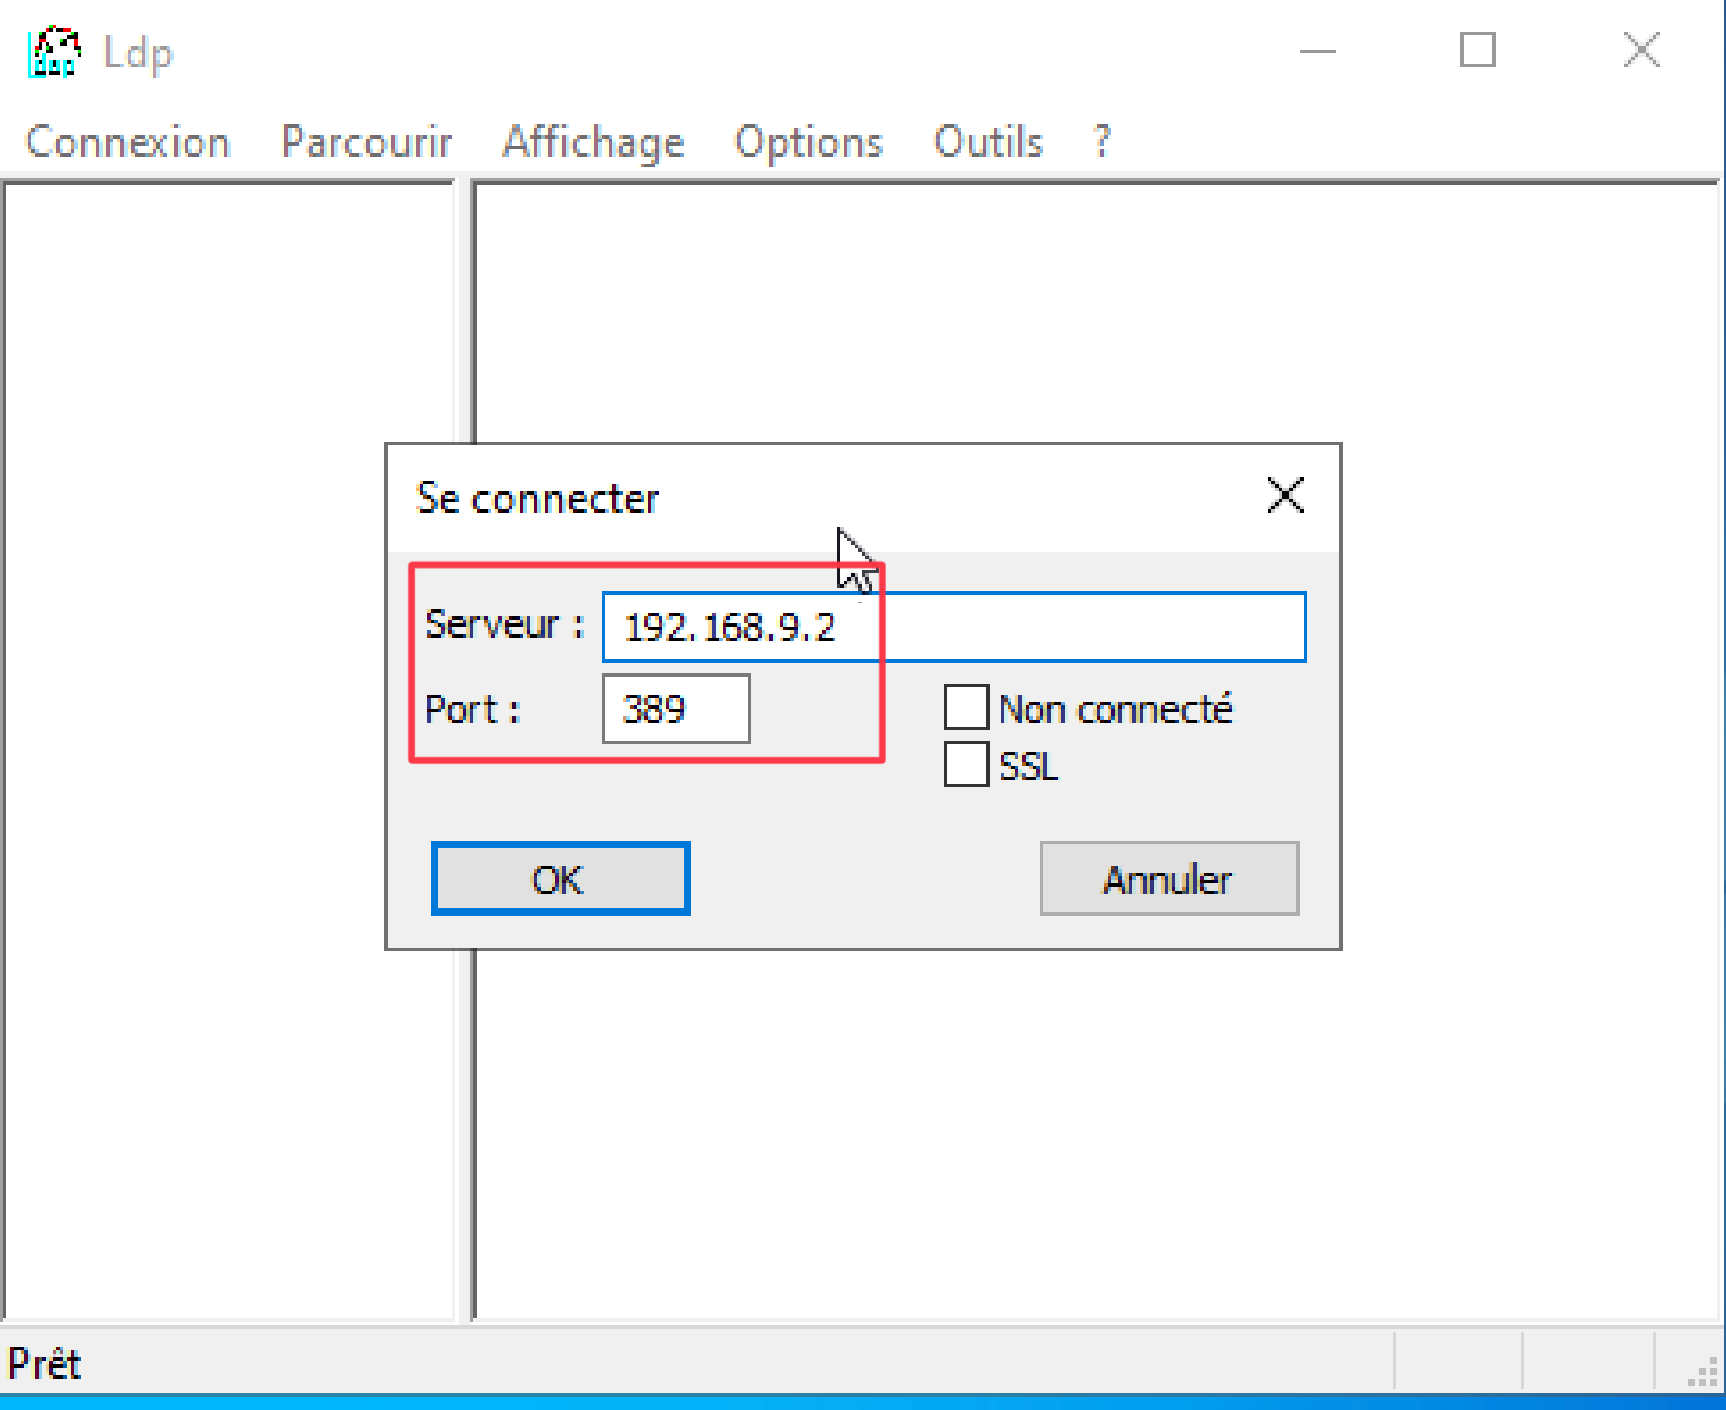 Ldp
Connexion Parcourir Affichage Options Outils ?
Se connecter
Serveur : 192.168.9.2
Port : 389
Non connecté
SSL
OK Annuler
Prêt